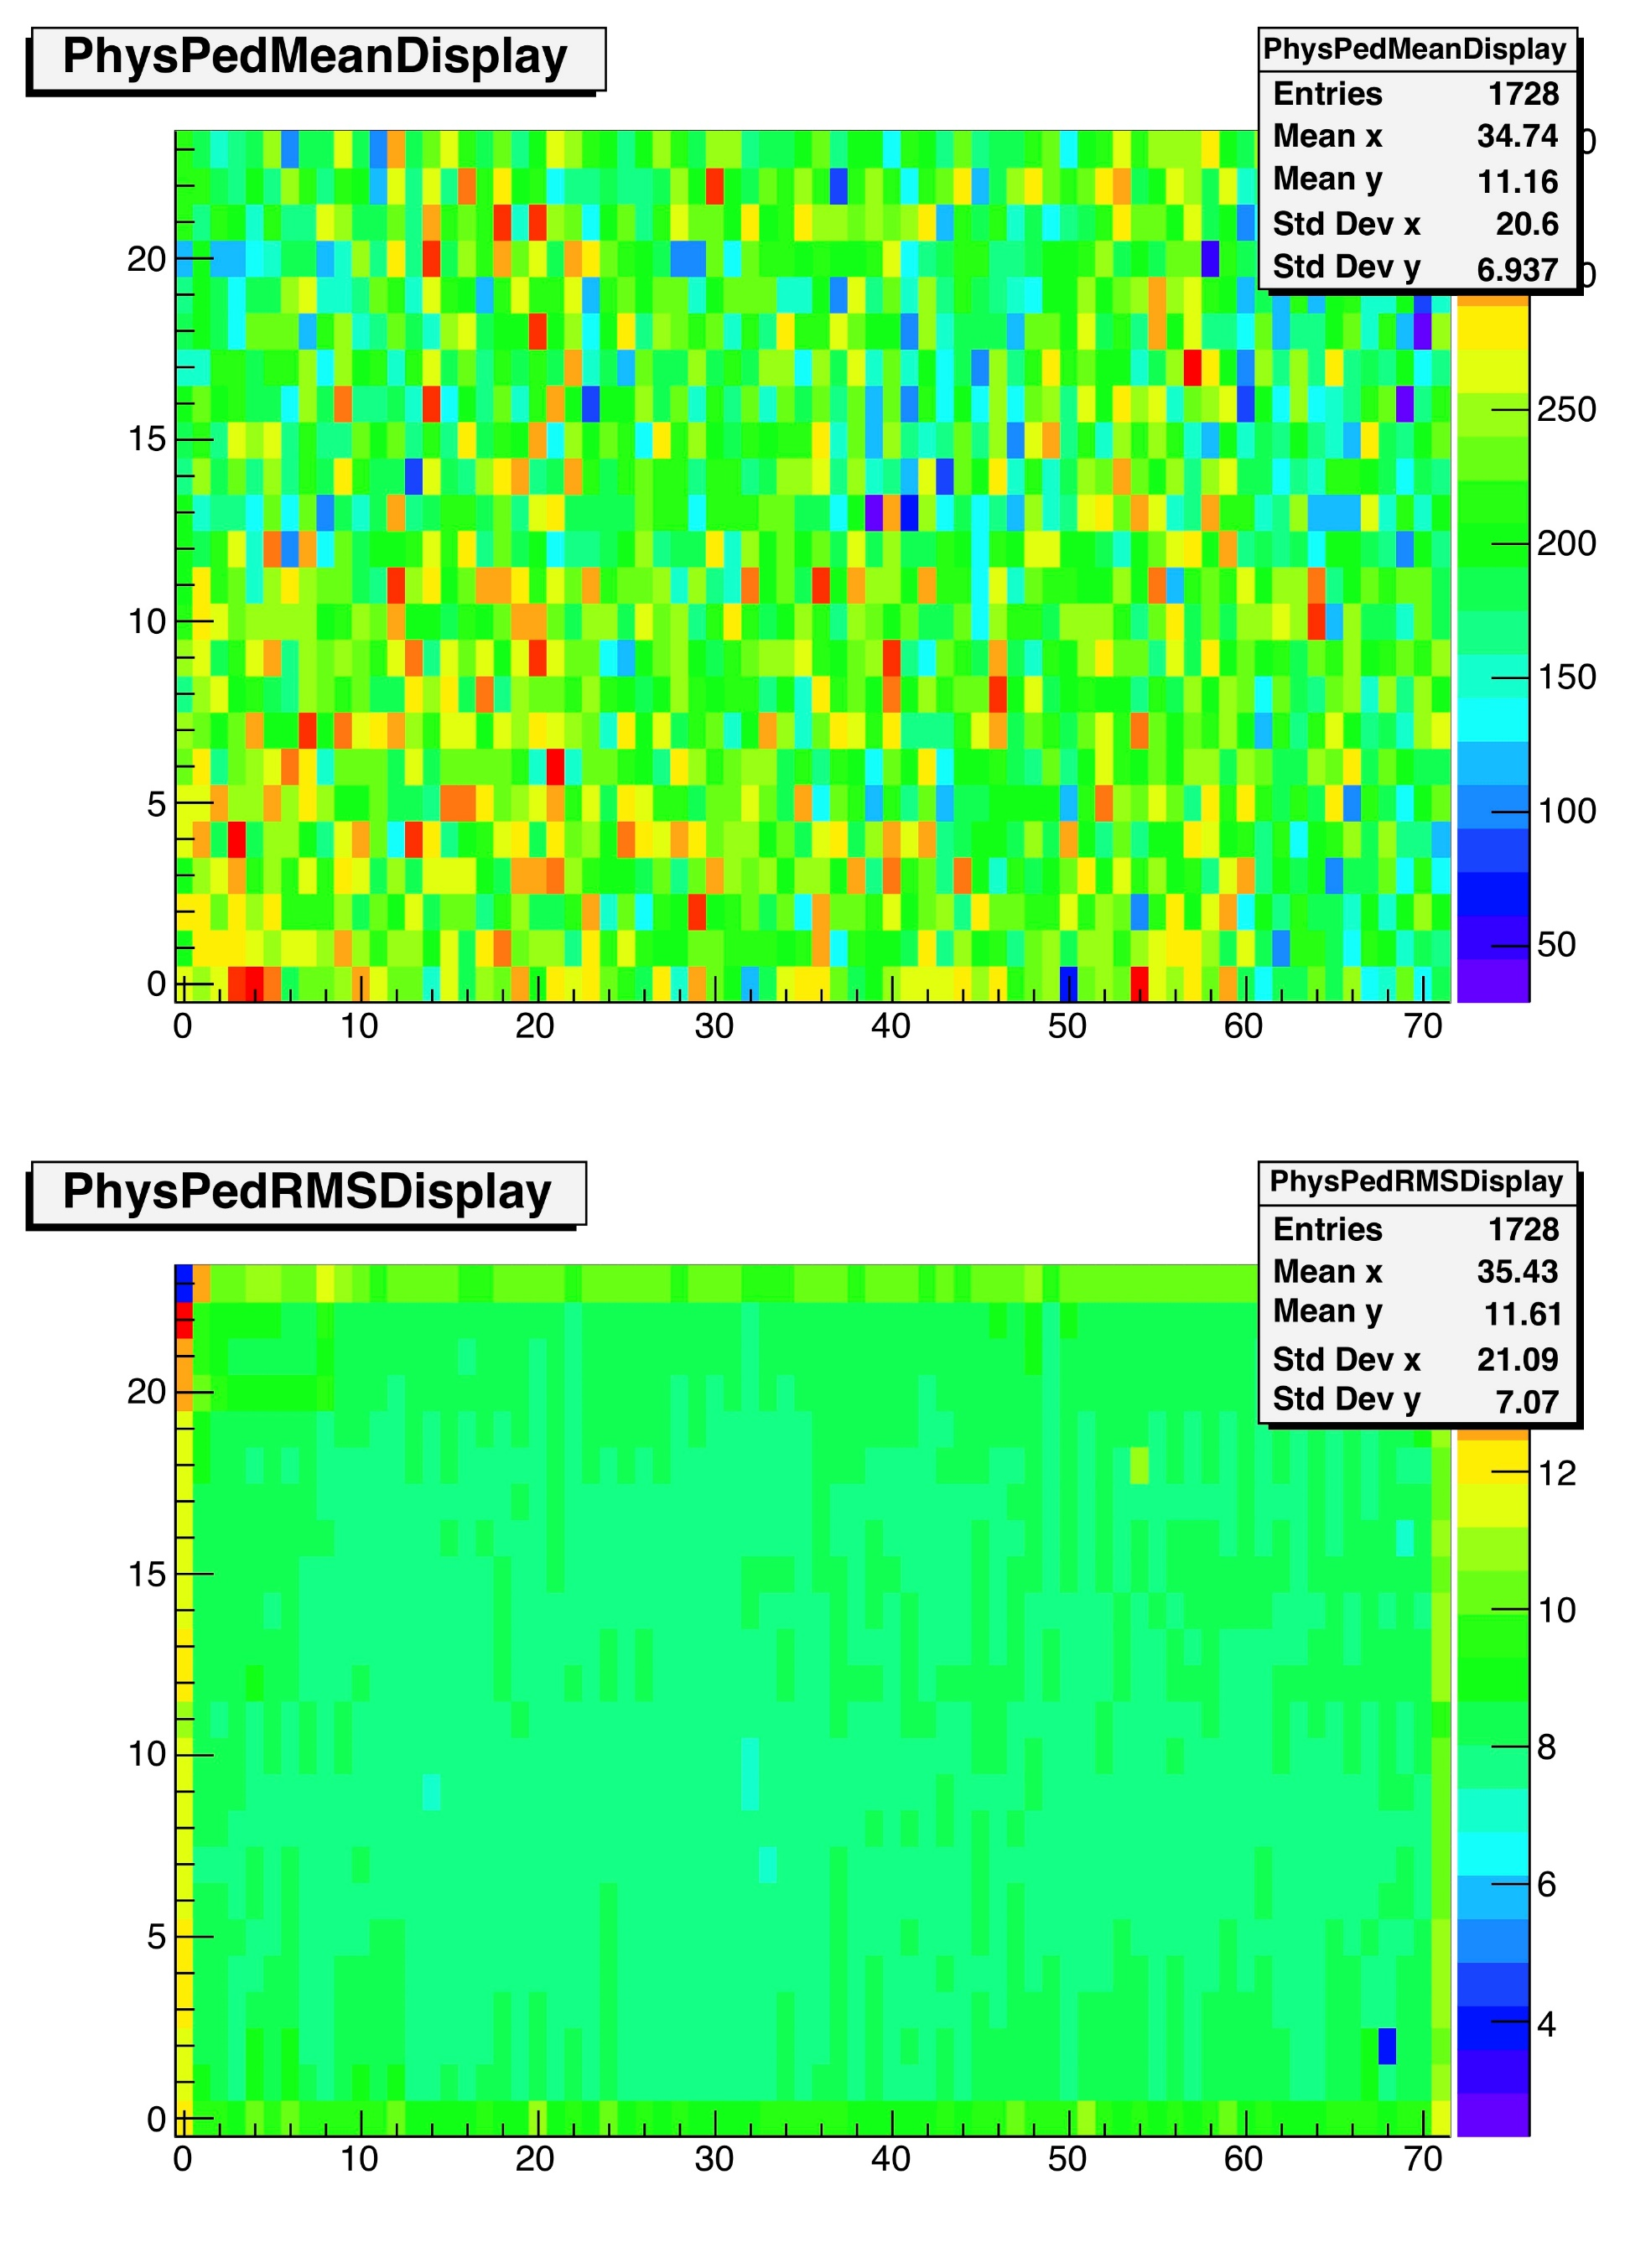 PhysPedMeanDisplay
PhysPedMeanDisplay
Entries 1728
Mean x 34.74
Mean y 11.16
Std Dev x 20.6
Std Dev y 6.937
0
0
20
15
10
5
0
250
200
150
100
50
0 10 20 30 40 50 60 70
PhysPedRMSDisplay
PhysPedRMSDisplay
Entries 1728
Mean x 35.43
Mean y 11.61
Std Dev x 21.09
Std Dev y 7.07
20
15
10
5
0
12
10
8
6
4
0 10 20 30 40 50 60 70